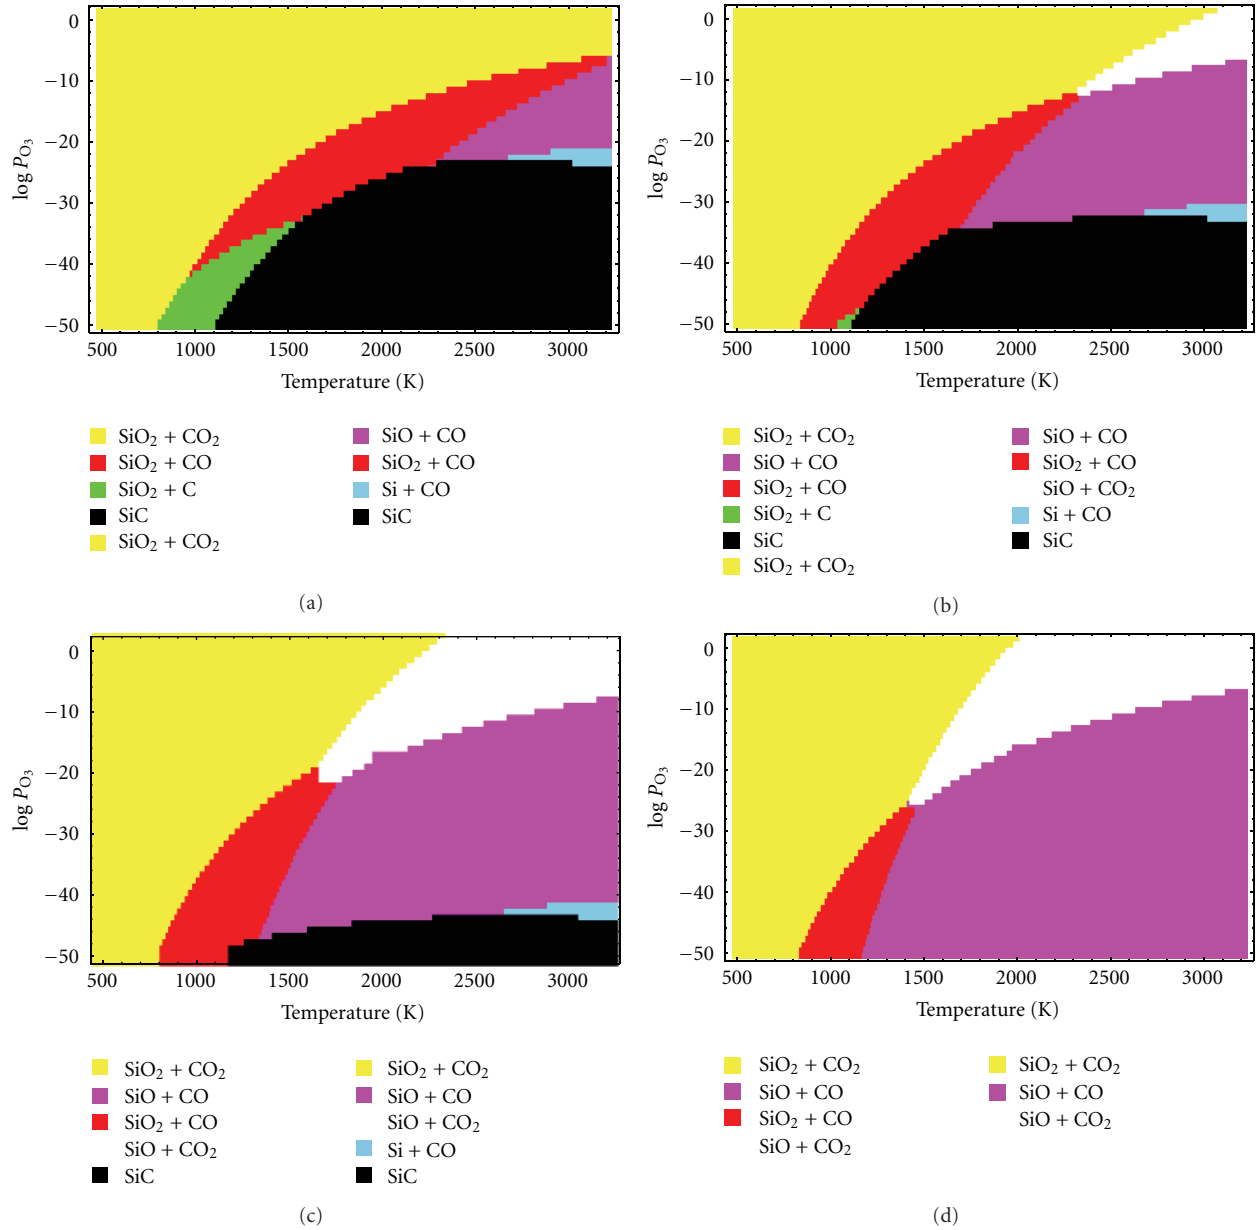 0
−10
−20
−30
−40
−50
log P_O3
500 1000 1500 2000 2500 3000
Temperature (K)
SiO2 + CO2
SiO2 + CO
SiO2 + C
SiC
SiO2 + CO2
SiO + CO
SiO2 + CO
Si + CO
SiC
(a)
0
−10
−20
−30
−40
−50
log P_O3
500 1000 1500 2000 2500 3000
Temperature (K)
SiO2 + CO2
SiO + CO
SiO2 + CO
SiO2 + C
SiC
SiO2 + CO2
SiO + CO
SiO2 + CO
SiO + CO2
Si + CO
SiC
(b)
0
−10
−20
−30
−40
−50
log P_O3
500 1000 1500 2000 2500 3000
Temperature (K)
SiO2 + CO2
SiO + CO
SiO2 + CO
SiO + CO2
SiC
SiO2 + CO2
SiO + CO
SiO + CO2
Si + CO
SiC
(c)
0
−10
−20
−30
−40
−50
log P_O3
500 1000 1500 2000 2500 3000
Temperature (K)
SiO2 + CO2
SiO + CO
SiO2 + CO
SiO + CO2
SiO2 + CO2
SiO + CO
SiO + CO2
(d)